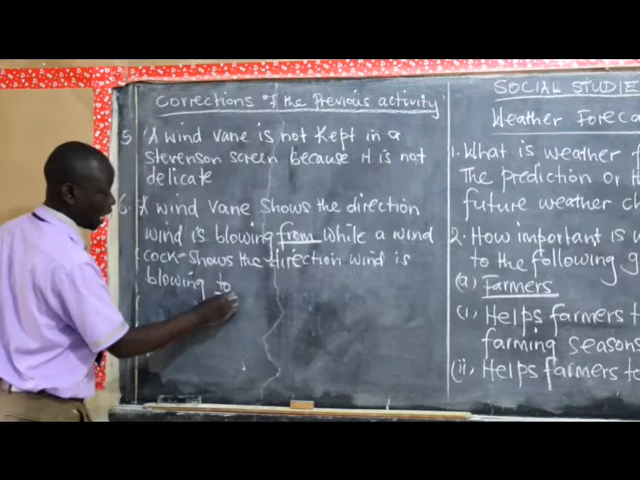 Corrections of the Previous activity
5. A wind vane is not kept in a
Stevenson screen because it is not
delicate
6. A wind vane shows the direction
wind is blowing from while a wind
cock shows the direction wind is
blowing to
SOCIAL STUDIE
Weather Foreca
1. What is weather f
The prediction or th
future weather ch
2. How important is w
to the following g
(a) Farmers
(i) Helps farmers t
farming seasons
(ii) Helps farmers to